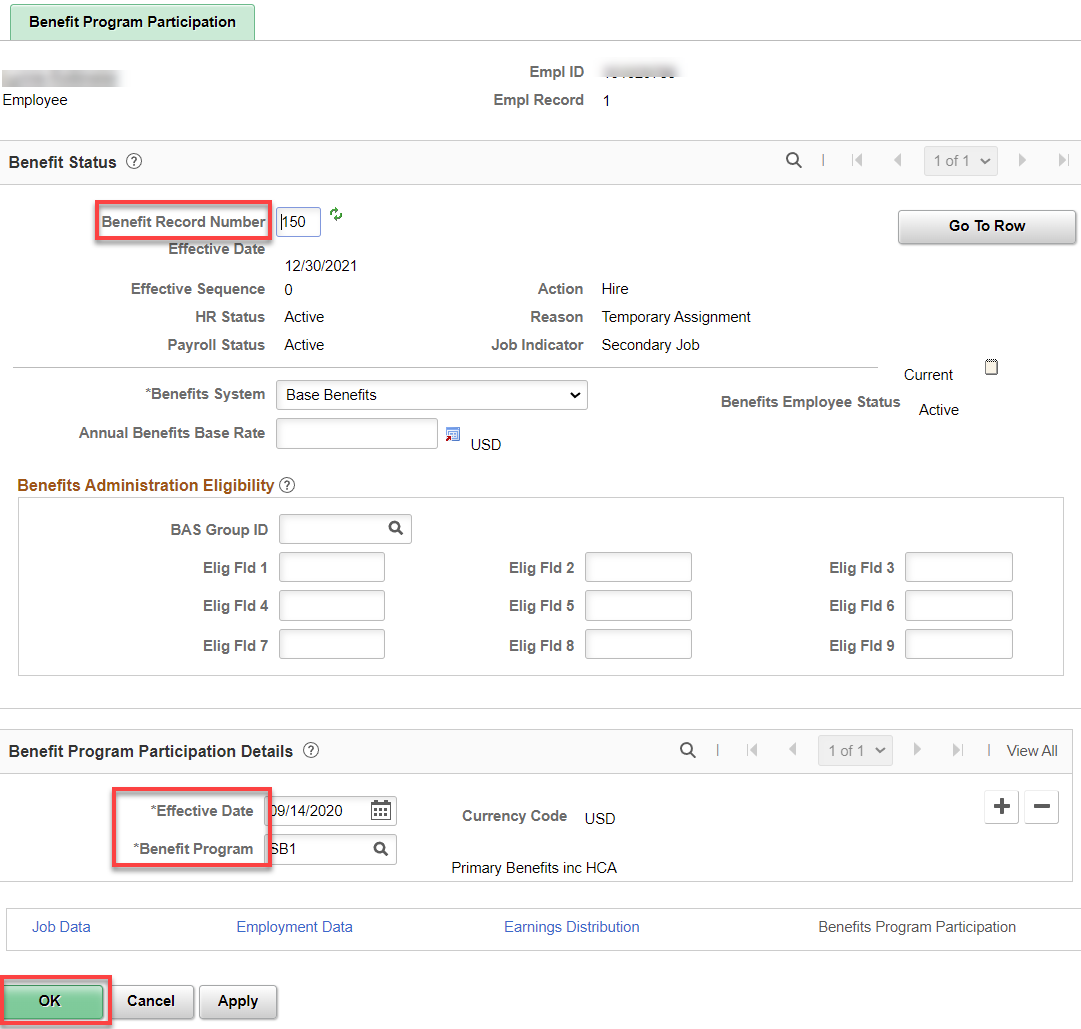 Benefit Program Participation
Empl ID
Employee
Empl Record 1
Benefit Status ? 1 of 1
Benefit Record Number 150
Go To Row
Effective Date
12/30/2021
Effective Sequence 0 Action Hire
HR Status Active Reason Temporary Assignment
Payroll Status Active Job Indicator Secondary Job
Current
*Benefits System Base Benefits
Benefits Employee Status Active
Annual Benefits Base Rate USD
Benefits Administration Eligibility ?
BAS Group ID
Elig Fld 1 Elig Fld 2 Elig Fld 3
Elig Fld 4 Elig Fld 5 Elig Fld 6
Elig Fld 7 Elig Fld 8 Elig Fld 9
Benefit Program Participation Details ? 1 of 1 View All
*Effective Date 09/14/2020 Currency Code USD
*Benefit Program SB1
Primary Benefits inc HCA
Job Data Employment Data Earnings Distribution Benefits Program Participation
OK Cancel Apply